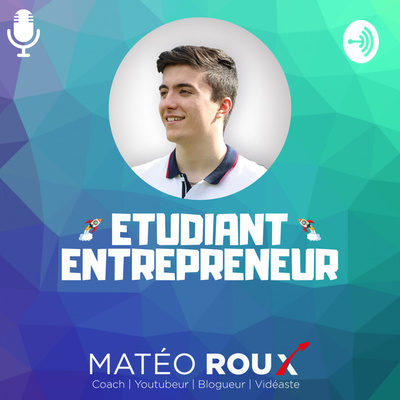 ETUDIANT
ENTREPRENEUR
MATÉO ROUX
Coach | Youtubeur | Blogueur | Vidéaste